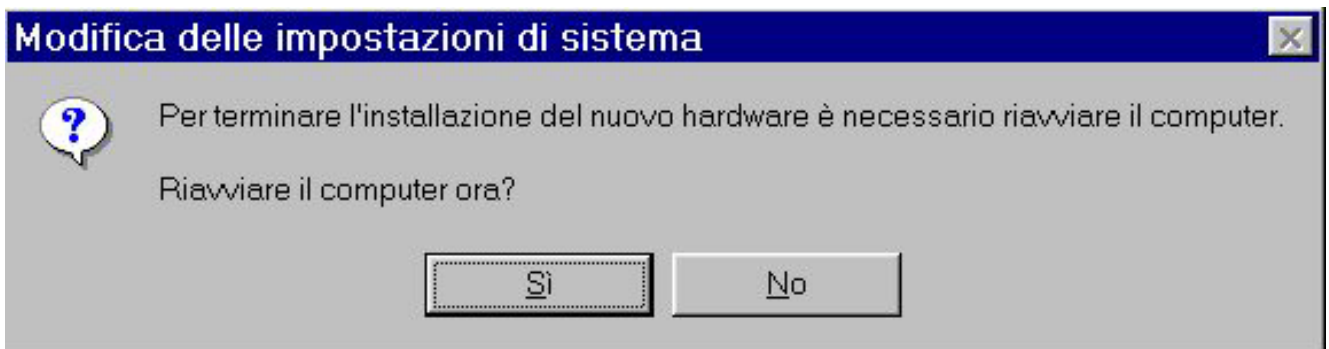 Modifica delle impostazioni di sistema
?
Per terminare l'installazione del nuovo hardware è necessario riavviare il computer.
Riavviare il computer ora?
Sì
No